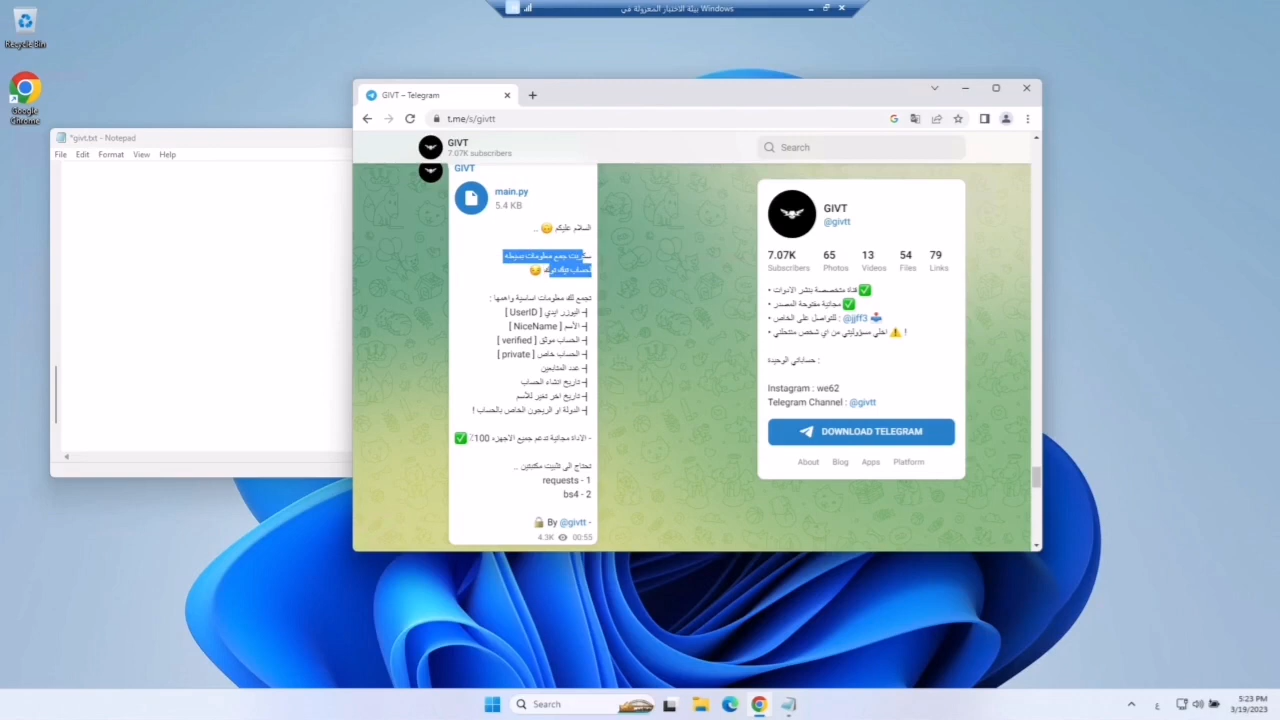 بيئة الاختبار المعزولة في Windows
Recycle Bin
Google
Chrome
*givt.txt - Notepad
File Edit Format View Help
GIVT – Telegram
t.me/s/givtt
GIVT
7.07K subscribers
Search
GIVT
main.py
5.4 KB
السلام عليكم 😋 ..
سكربت جمع معلومات بسيطه
لحساب تيك توك 😏
تجمع لك معلومات اساسية واهمها :
┤- اليوزر ايدي [ UserID ]
┤- الأسم [ NiceName ]
┤- الحساب موثق [ verified ]
┤- الحساب خاص [ private ]
┤- عدد المتابعين
┤- تاريخ انشاء الحساب
┤- تاريخ اخر تغير للأسم
┤- الدولة او الريجون الخاص بالحساب !
- الاداة مجانية تدعم جميع الاجهزه 100٪ ✅
تحتاج الى تثبيت مكتبتين ..
1 - requests
2 - bs4
🔒 By @givtt -
4.3K 00:55
GIVT
@givtt
7.07K 65 13 54 79
Subscribers Photos Videos Files Links
• قناة متخصصة بنشر الادوات ✅
• مجانية مفتوحة المصدر ✅
• للتواصل على الخاص : @jjff3 📥
• اخلي مسؤوليتي من اي شخص منتحلني ⚠️ !
حساباتي الوحيدة :
Instagram : we62
Telegram Channel : @givtt
DOWNLOAD TELEGRAM
About Blog Apps Platform
Search
ع
5:23 PM
3/19/2023